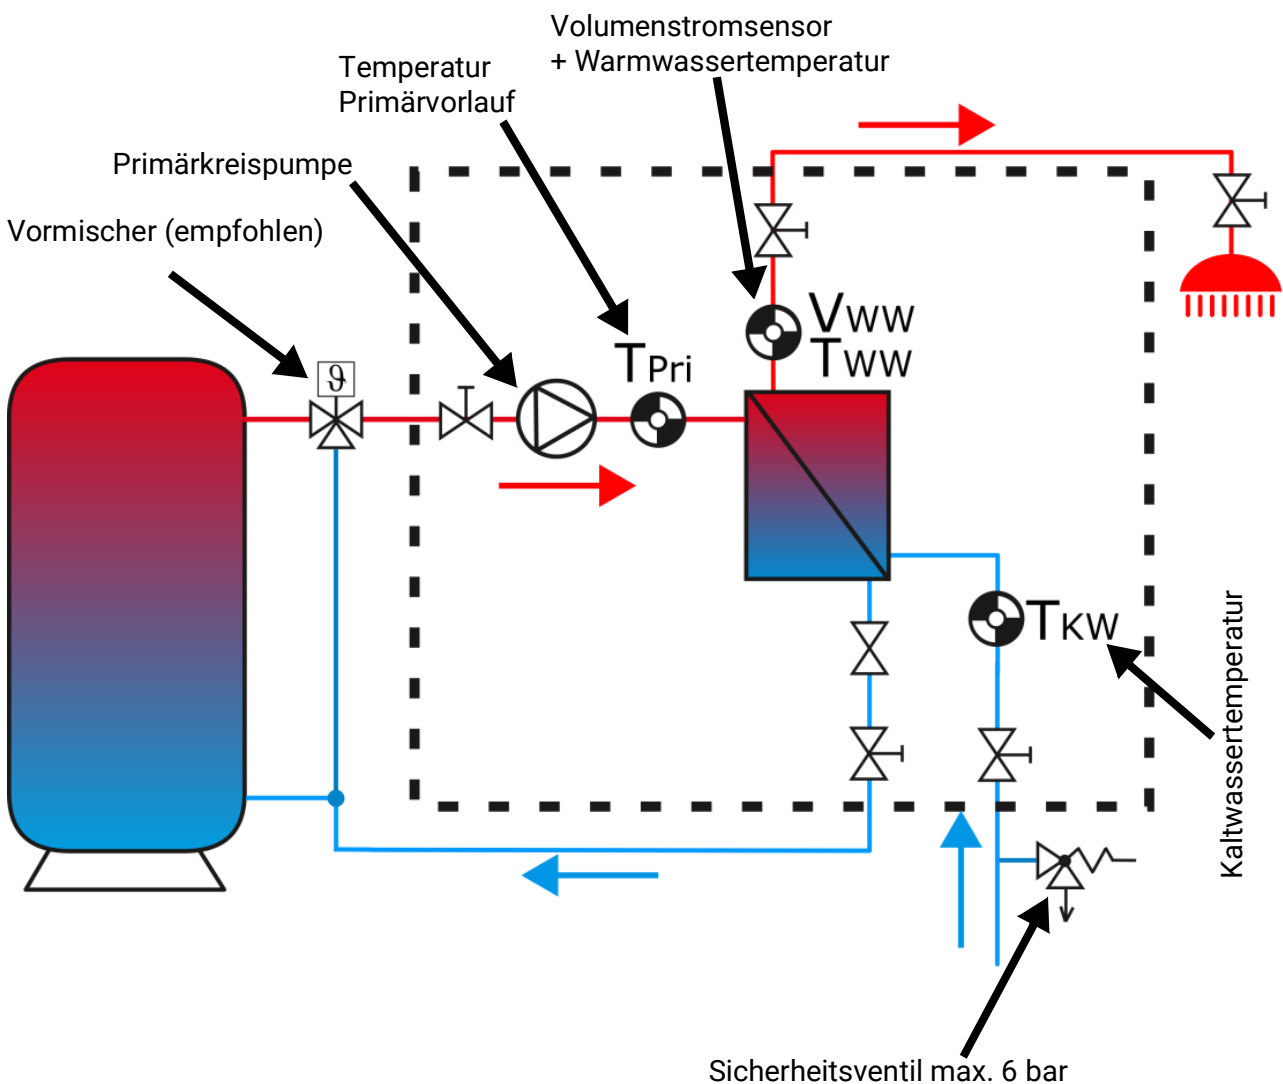 Volumenstromsensor
+ Warmwassertemperatur
Temperatur
Primärvorlauf
Primärkreispumpe
Vormischer (empfohlen)
VWW
TWW
TPri
ϑ
TKW
Kaltwassertemperatur
Sicherheitsventil max. 6 bar